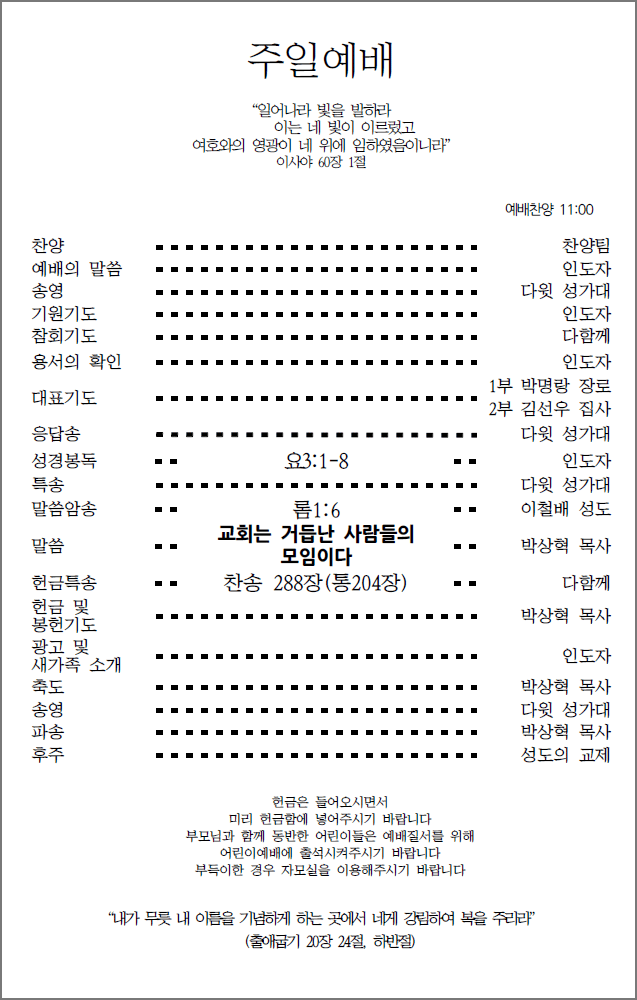 주일예배
“일어나라 빛을 발하라
이는 네 빛이 이르렀고
여호와의 영광이 네 위에 임하였음이니라”
이사야 60장 1절
예배찬양 11:00
찬양 찬양팀
예배의 말씀 인도자
송영 다윗 성가대
기원기도 인도자
참회기도 다함께
용서의 확인 인도자
대표기도 1부 박명랑 장로
2부 김선우 집사
응답송 다윗 성가대
성경봉독 요3:1-8 인도자
특송 다윗 성가대
말씀암송 롬1:6 이철배 성도
말씀 교회는 거듭난 사람들의 박상혁 목사
모임이다
헌금특송 찬송 288장(통204장) 다함께
헌금 및
봉헌기도 박상혁 목사
광고 및
새가족 소개 인도자
축도 박상혁 목사
송영 다윗 성가대
파송 박상혁 목사
후주 성도의 교제
헌금은 들어오시면서
미리 헌금함에 넣어주시기 바랍니다
부모님과 함께 동반한 어린이들은 예배질서를 위해
어린이예배에 출석시켜주시기 바랍니다
부득이한 경우 자모실을 이용해주시기 바랍니다
“내가 무릇 내 이름을 기념하게 하는 곳에서 네게 강림하여 복을 주리라”
(출애굽기 20장 24절, 하반절)